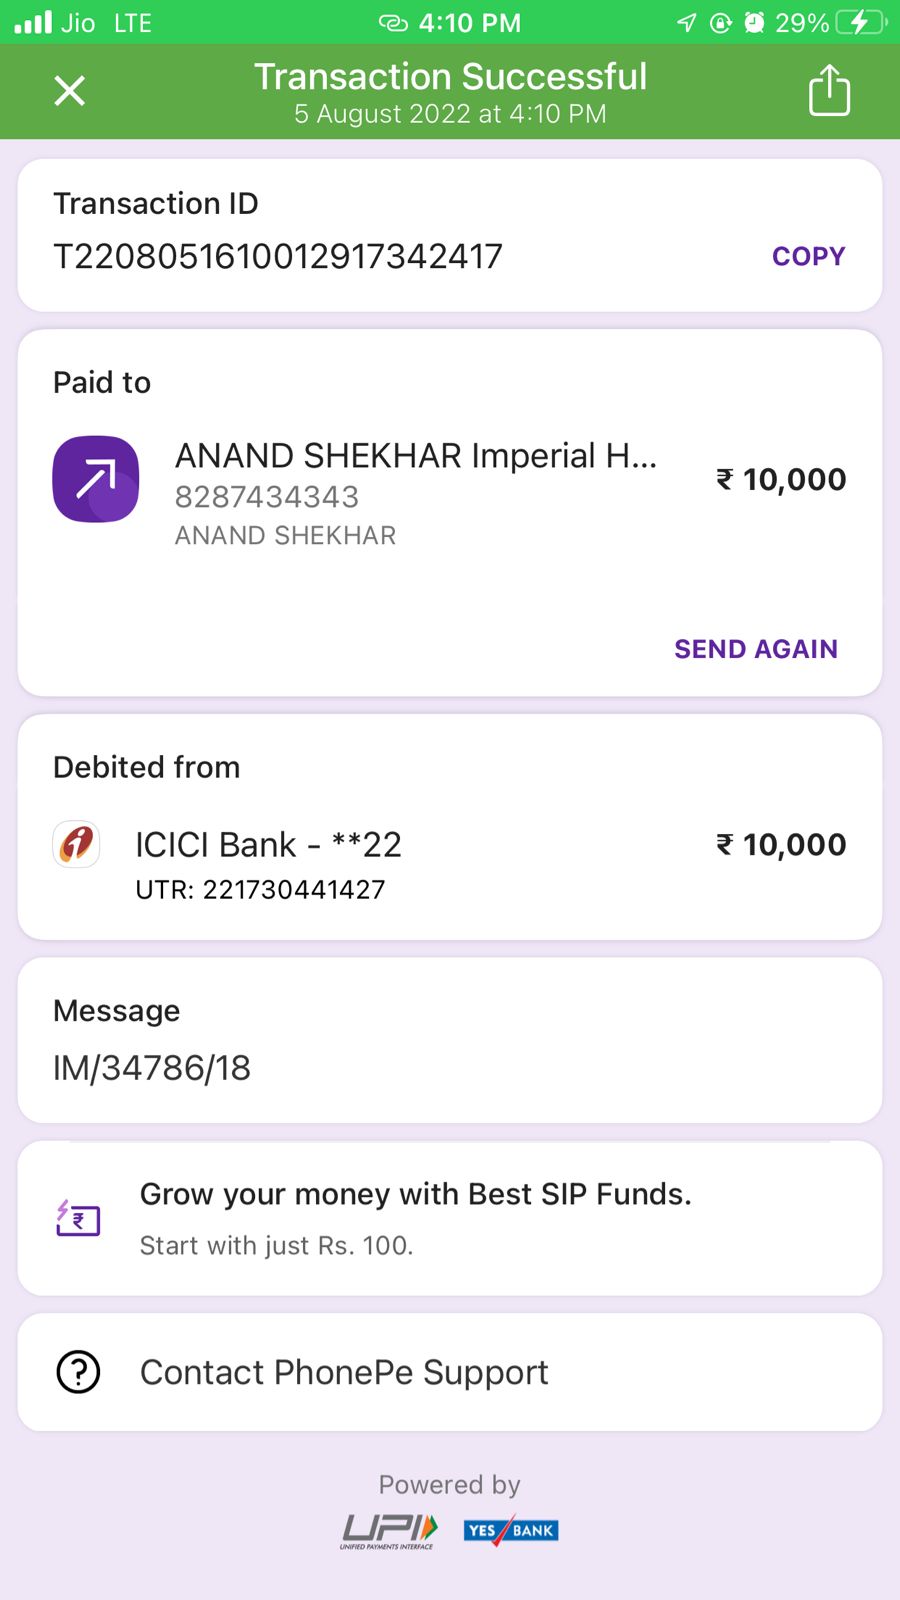 Jio LTE 4:10 PM 29%
Transaction Successful
5 August 2022 at 4:10 PM
Transaction ID
T2208051610012917342417
COPY
Paid to
ANAND SHEKHAR Imperial H...
8287434343
ANAND SHEKHAR
₹ 10,000
SEND AGAIN
Debited from
ICICI Bank - **22
₹ 10,000
UTR: 221730441427
Message
IM/34786/18
Grow your money with Best SIP Funds.
Start with just Rs. 100.
Contact PhonePe Support
Powered by
UPI
UNIFIED PAYMENTS INTERFACE
YES BANK